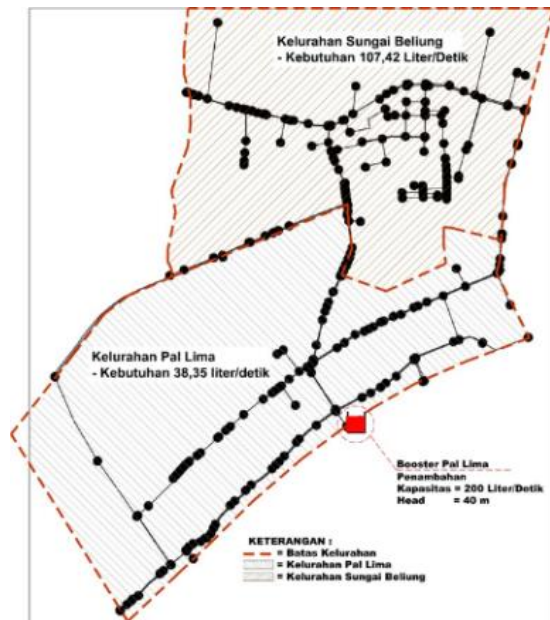 Kelurahan Sungai Beliung
- Kebutuhan 107,42 Liter/Detik
Kelurahan Pal Lima
- Kebutuhan 38,35 liter/detik
Booster Pal Lima
Penambahan
Kapasitas = 200 Liter/Detik
Head = 40 m
KETERANGAN :
= Batas Kelurahan
= Kelurahan Pal Lima
= Kelurahan Sungai Beliung